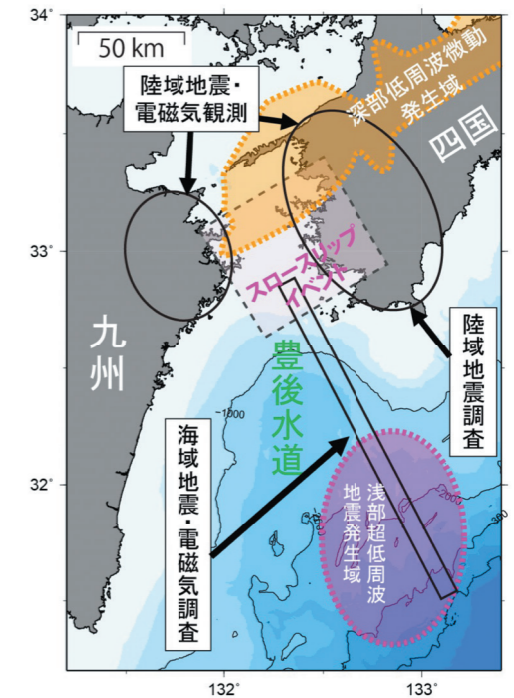 34°
50 km
陸域地震・
電磁気観測
深部低周波微動
発生域
四国
33°
スロースリップ
イベント
九州
豊後水道
陸域地震調査
-1000
海域地震・電磁気調査
32°
浅部超低周波
地震発生域
-2000
132°
133°